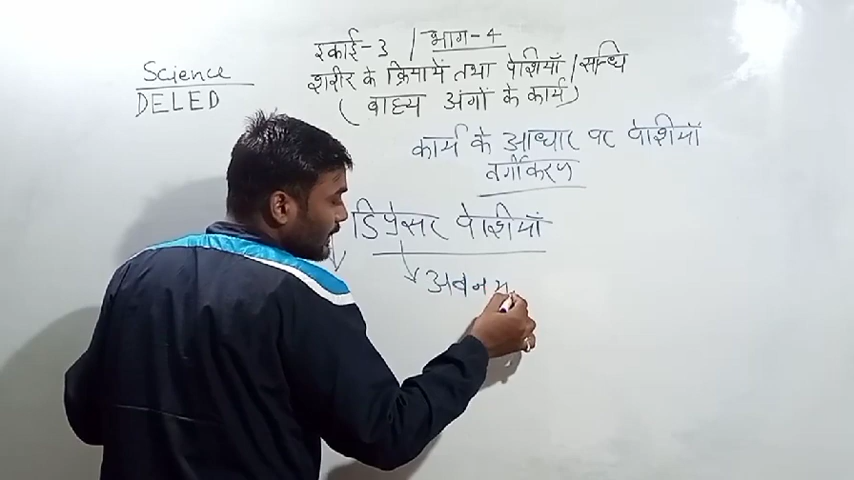 Science
DELED
इकाई-3 / भाग-4
शरीर के क्रियायें तथा पेशियाँ / सन्धि
( वाह्य अंगों के कार्य )
कार्य के आधार पर पेशियाँ
वर्गीकरण
डिप्रेसर पेशियाँ
अवनम